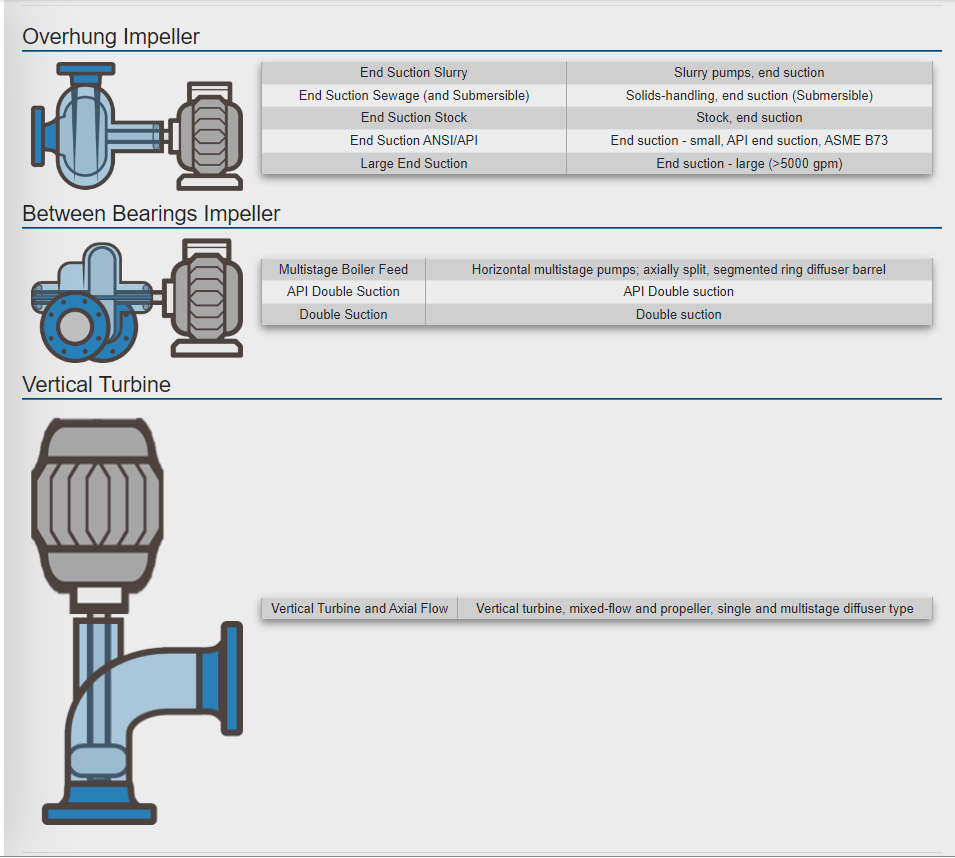 Overhung Impeller
End Suction Slurry Slurry pumps, end suction
End Suction Sewage (and Submersible) Solids-handling, end suction (Submersible)
End Suction Stock Stock, end suction
End Suction ANSI/API End suction - small, API end suction, ASME B73
Large End Suction End suction - large (>5000 gpm)
Between Bearings Impeller
Multistage Boiler Feed Horizontal multistage pumps; axially split, segmented ring diffuser barrel
API Double Suction API Double suction
Double Suction Double suction
Vertical Turbine
Vertical Turbine and Axial Flow Vertical turbine, mixed-flow and propeller, single and multistage diffuser type